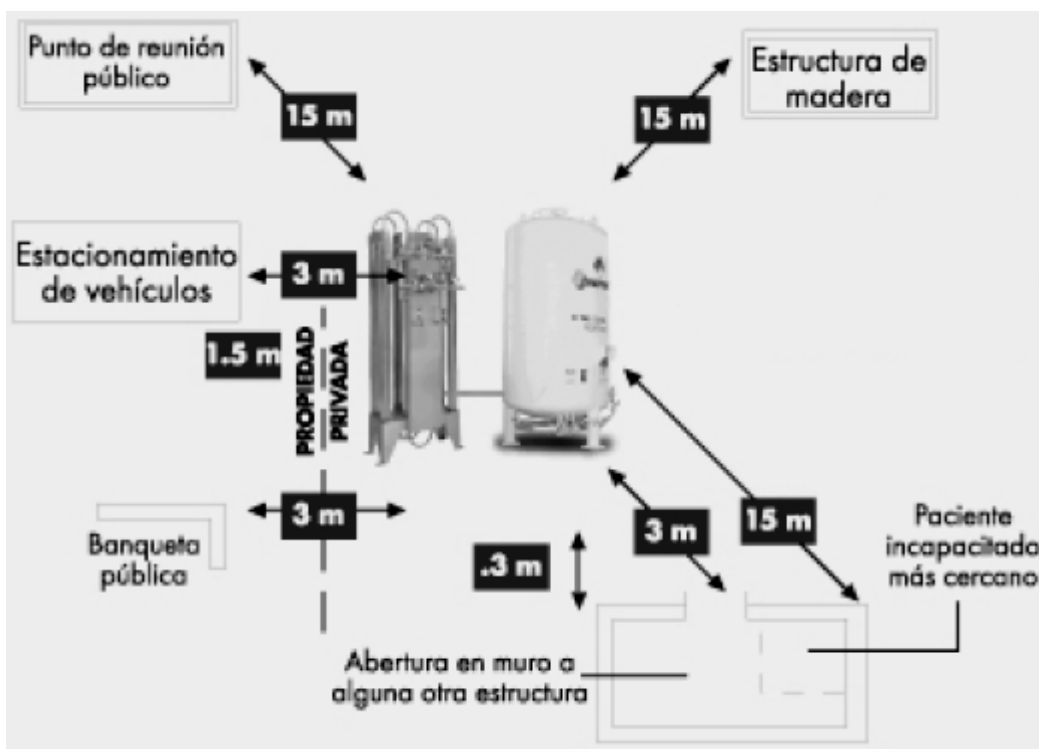 Punto de reunión
público
15 m
15 m
Estructura de
madera
Estacionamiento
de vehículos
3 m
1.5 m
PROPIEDAD
PRIVADA
Banqueta
pública
3 m
.3 m
3 m
15 m
Paciente
incapacitado
más cercano
Abertura en muro a
alguna otra estructura